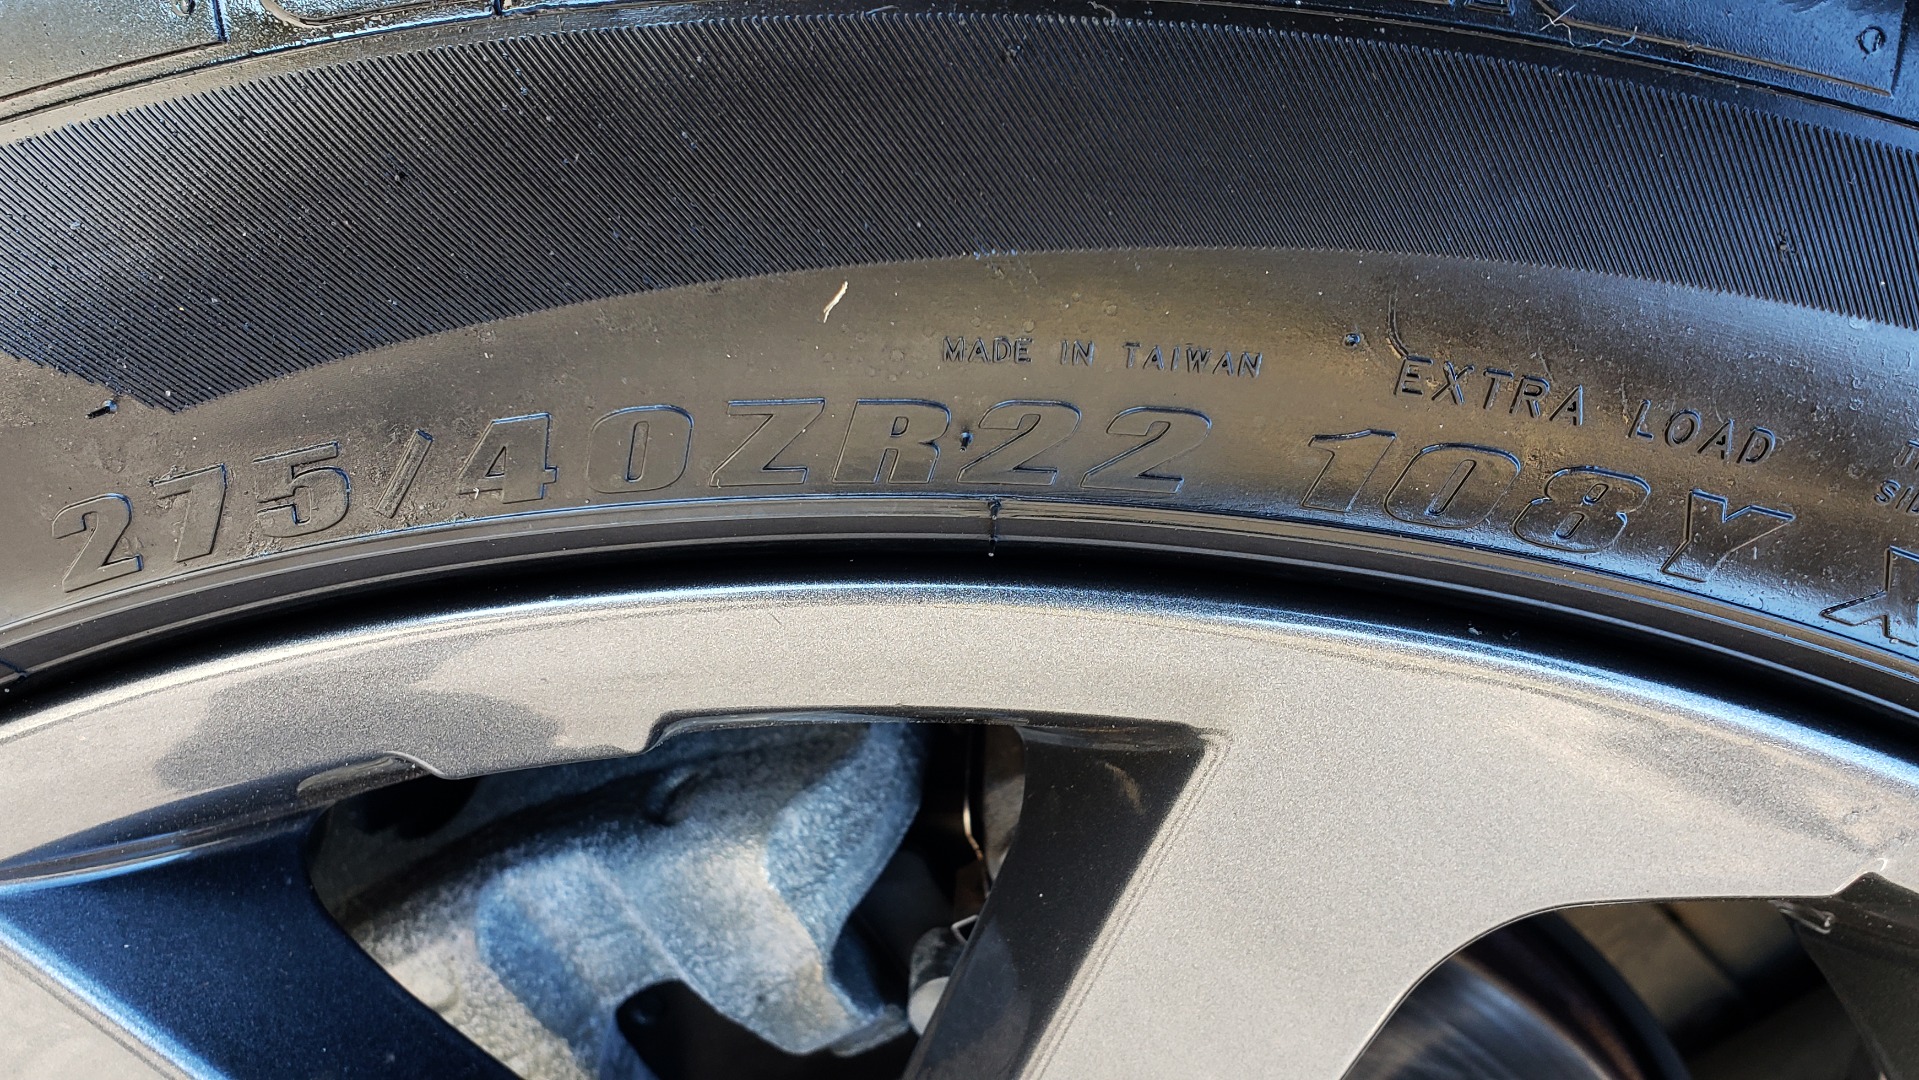 MADE IN TAIWAN
EXTRA LOAD
275/40ZR22 108Y